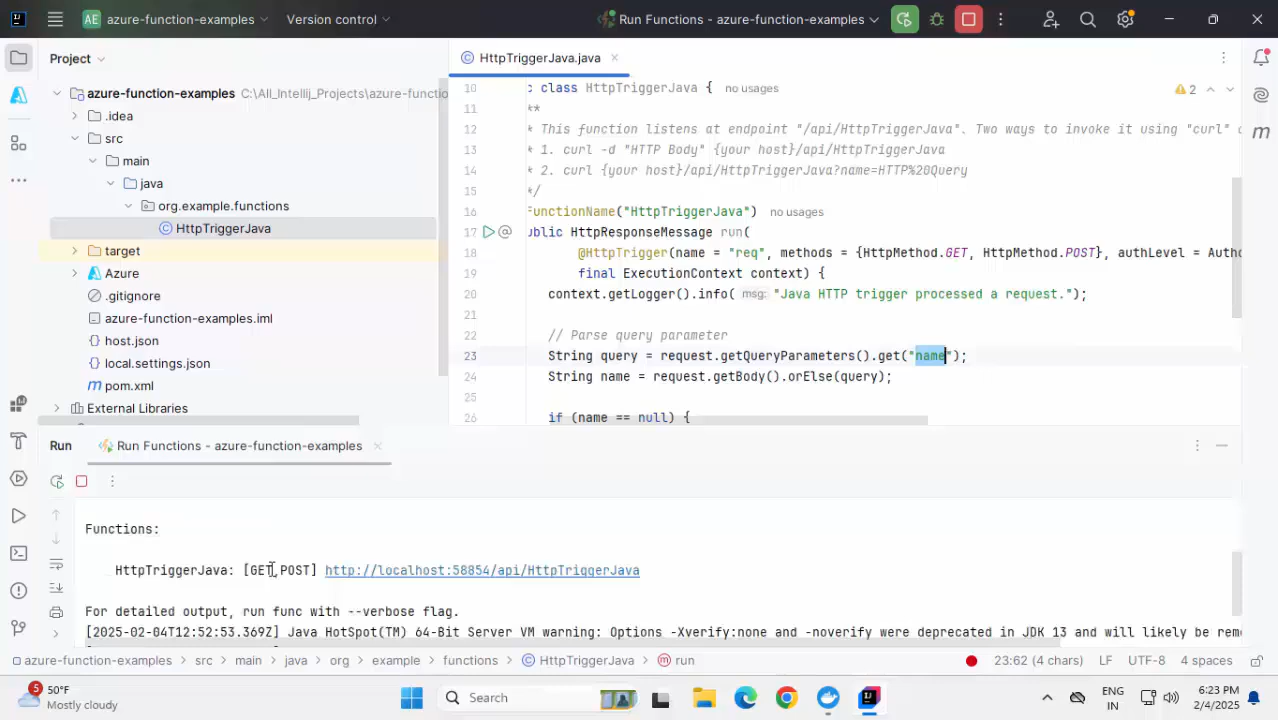 AE azure-function-examples Version control Run Functions - azure-function-examples
Project
HttpTriggerJava.java
azure-function-examples C:\All_Intellij_Projects\azure-functio
.idea
src
main
java
org.example.functions
HttpTriggerJava
target
Azure
.gitignore
azure-function-examples.iml
host.json
local.settings.json
pom.xml
External Libraries
2
10 c class HttpTriggerJava { no usages
11 **
12 * This function listens at endpoint "/api/HttpTriggerJava". Two ways to invoke it using "curl" c
13 * 1. curl -d "HTTP Body" {your host}/api/HttpTriggerJava
14 * 2. curl {your host}/api/HttpTriggerJava?name=HTTP%20Query
15 */
16 FunctionName("HttpTriggerJava") no usages
17 ublic HttpResponseMessage run(
18 @HttpTrigger(name = "req", methods = {HttpMethod.GET, HttpMethod.POST}, authLevel = Autho
19 final ExecutionContext context) {
20 context.getLogger().info( msg: "Java HTTP trigger processed a request.");
21
22 // Parse query parameter
23 String query = request.getQueryParameters().get("name");
24 String name = request.getBody().orElse(query);
25
26 if (name == null) {
Run Run Functions - azure-function-examples
Functions:
HttpTriggerJava: [GET,POST] http://localhost:58854/api/HttpTriggerJava
For detailed output, run func with --verbose flag.
[2025-02-04T12:52:53.369Z] Java HotSpot(TM) 64-Bit Server VM warning: Options -Xverify:none and -noverify were deprecated in JDK 13 and will likely be remo
azure-function-examples > src > main > java > org > example > functions > HttpTriggerJava > run 23:62 (4 chars) LF UTF-8 4 spaces
5 50°F
Mostly cloudy
Search
ENG
IN
6:23 PM
2/4/2025